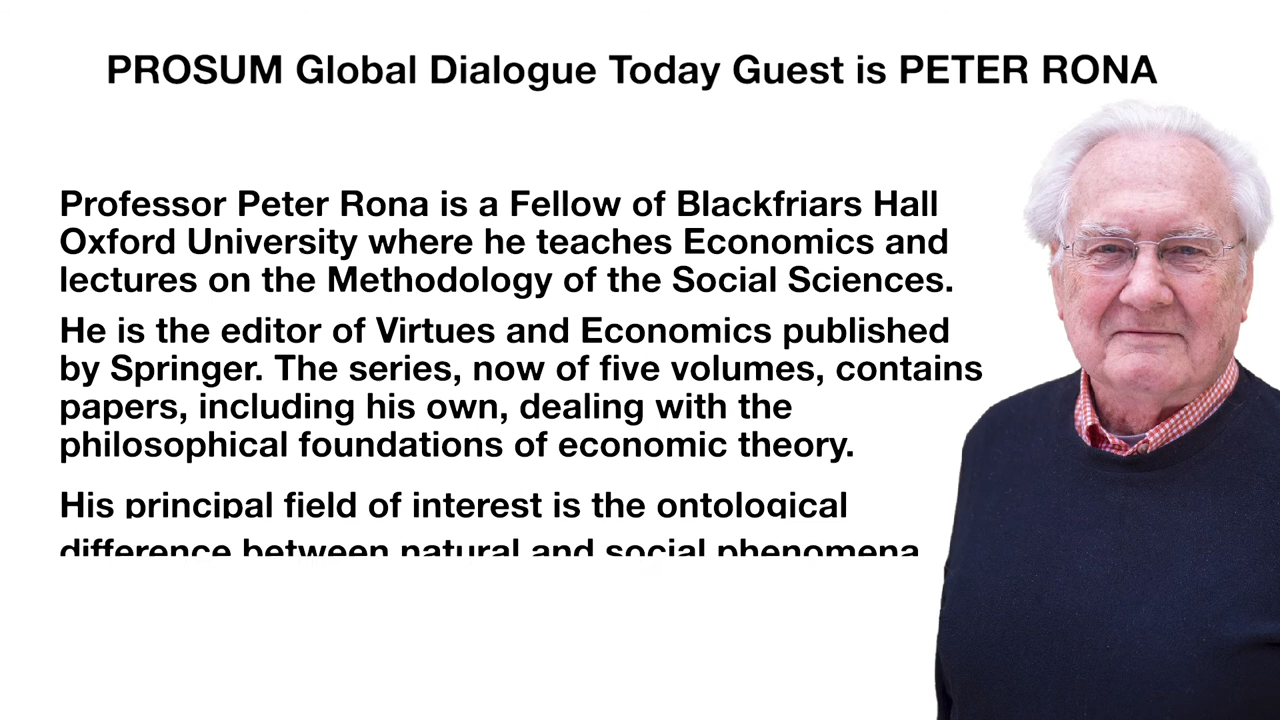 PROSUM Global Dialogue Today Guest is PETER RONA
Professor Peter Rona is a Fellow of Blackfriars Hall
Oxford University where he teaches Economics and
lectures on the Methodology of the Social Sciences.
He is the editor of Virtues and Economics published
by Springer. The series, now of five volumes, contains
papers, including his own, dealing with the
philosophical foundations of economic theory.
His principal field of interest is the ontological
difference between natural and social phenomena